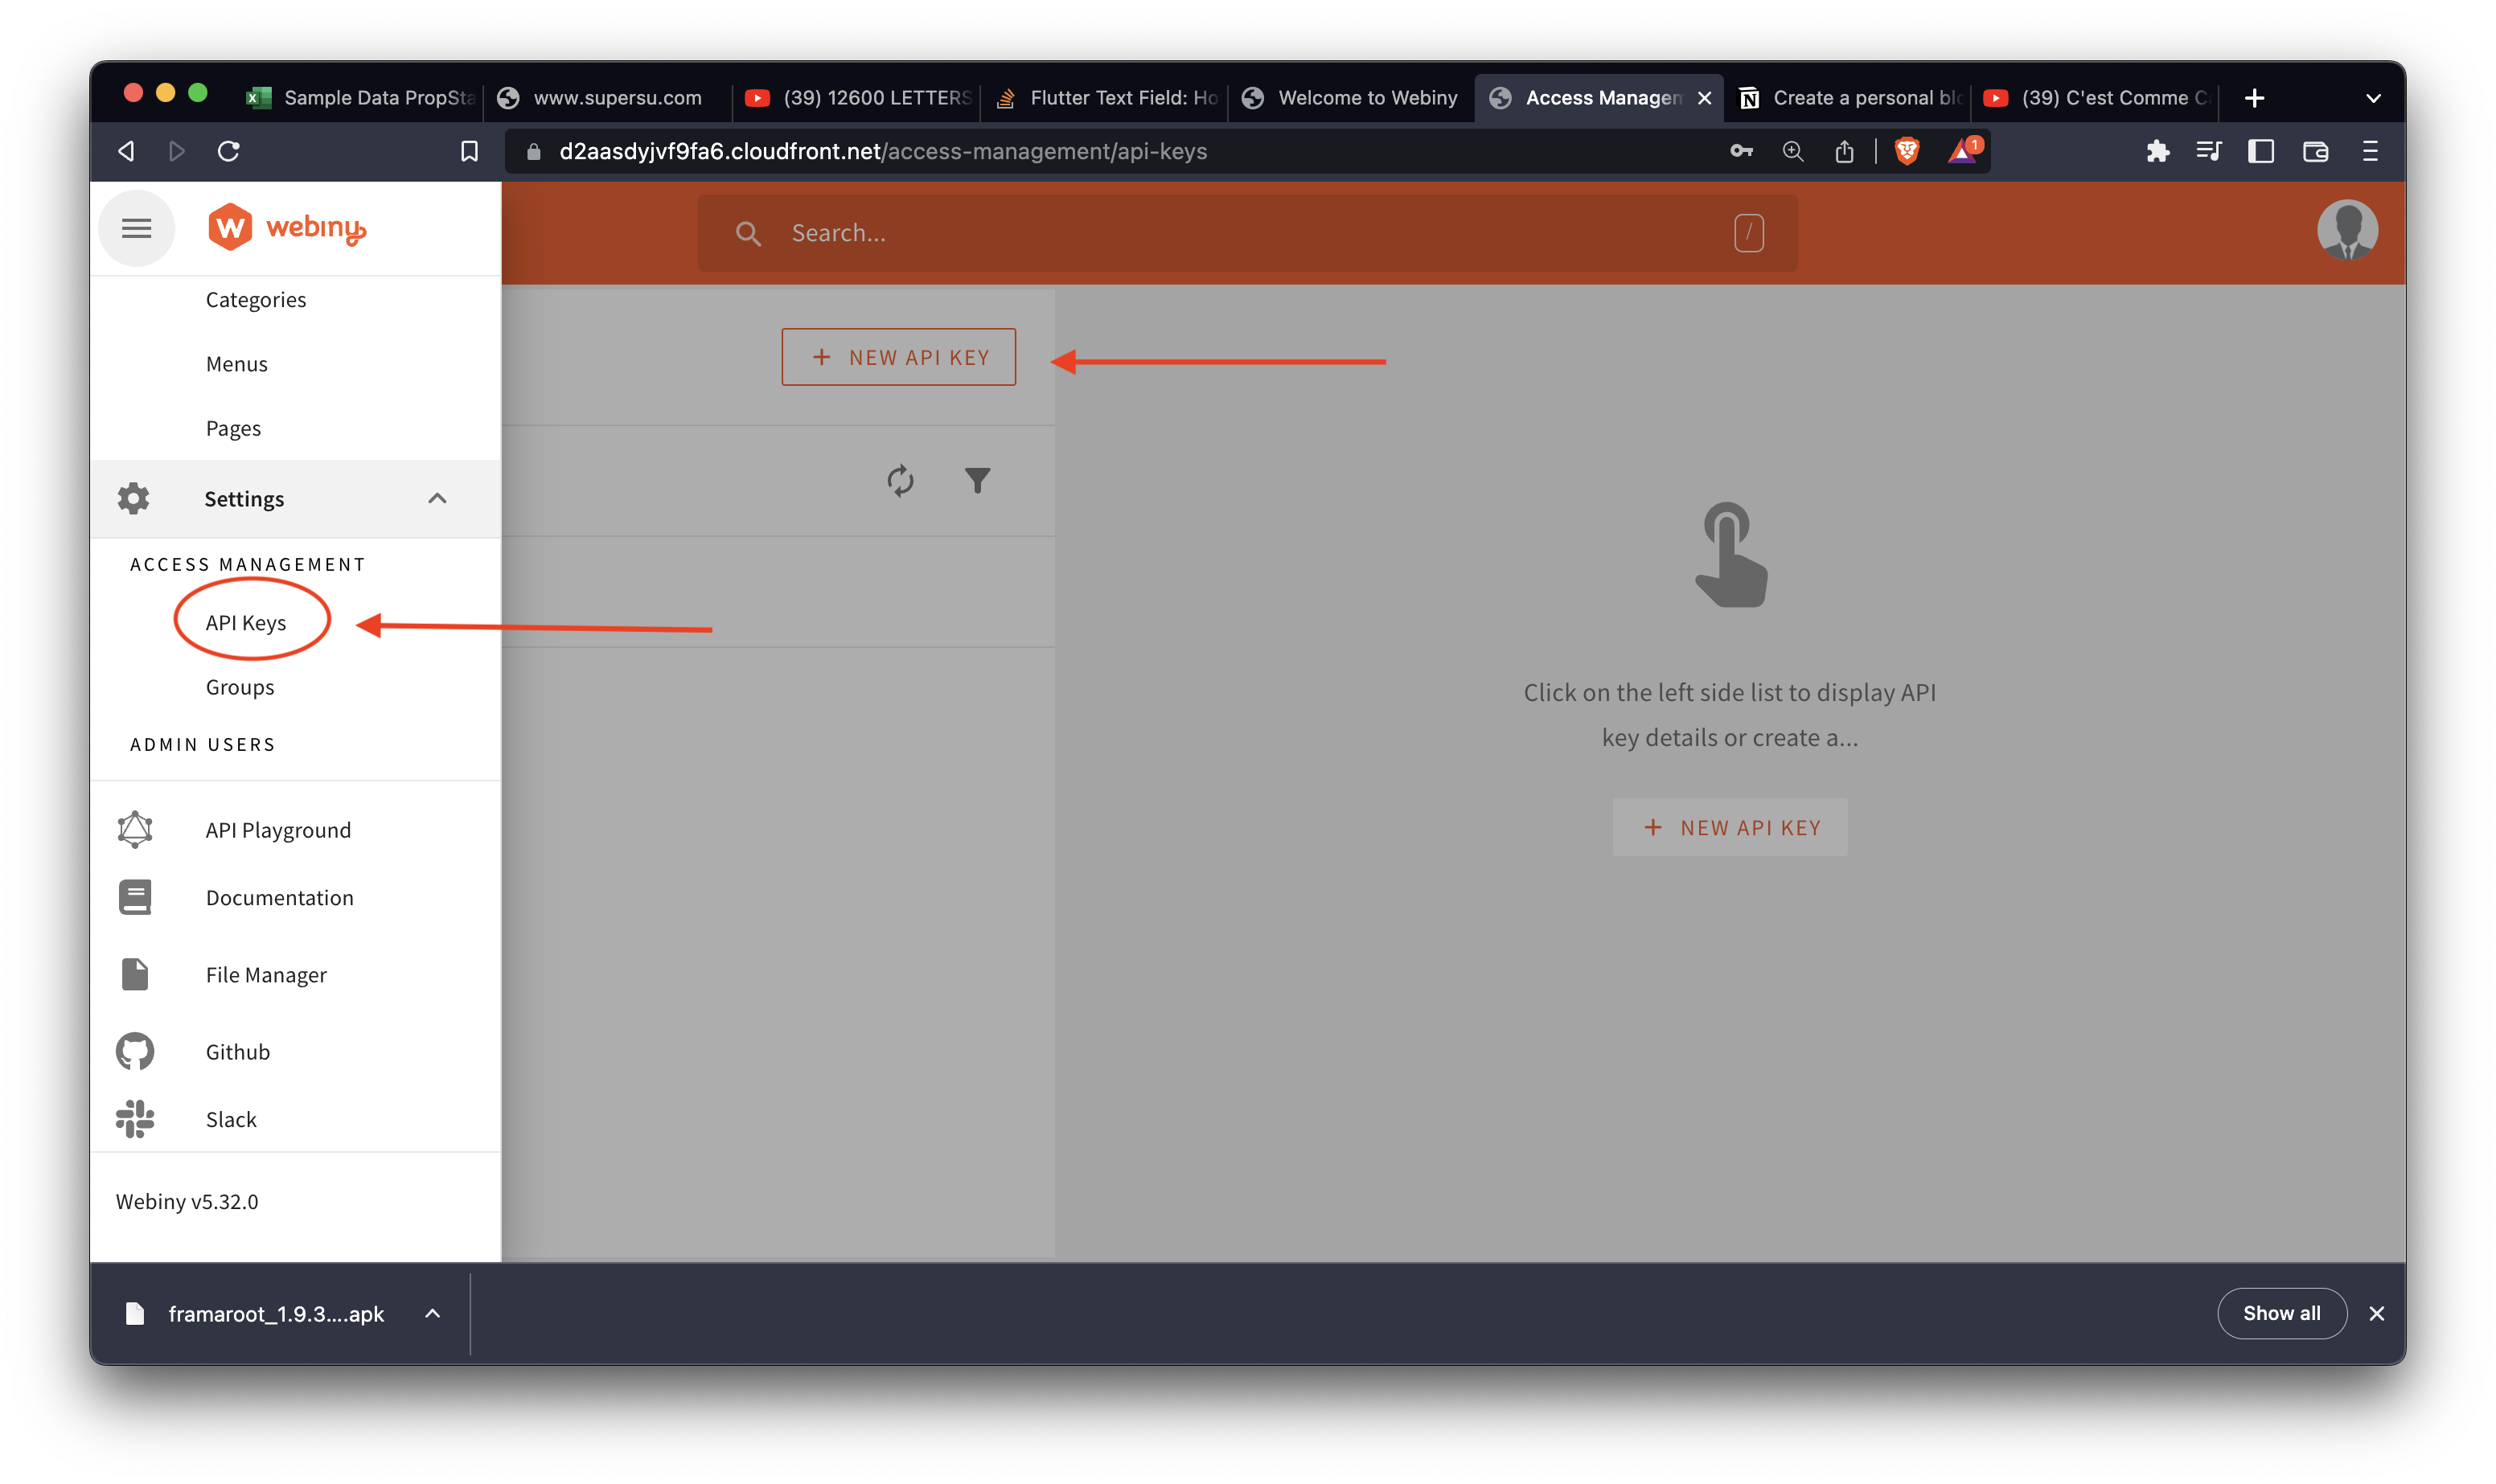 Sample Data PropSta
www.supersu.com
(39) 12600 LETTERS
Flutter Text Field: Ho
Welcome to Webiny
Access Managem
Create a personal blo
(39) C'est Comme C
d2aasdyjvf9fa6.cloudfront.net/access-management/api-keys
1
W webiny
Search...
/
Categories
Menus
Pages
Settings
ACCESS MANAGEMENT
API Keys
Groups
ADMIN USERS
API Playground
Documentation
File Manager
Github
Slack
Webiny v5.32.0
+ NEW API KEY
Click on the left side list to display API
key details or create a...
+ NEW API KEY
framaroot_1.9.3....apk
Show all